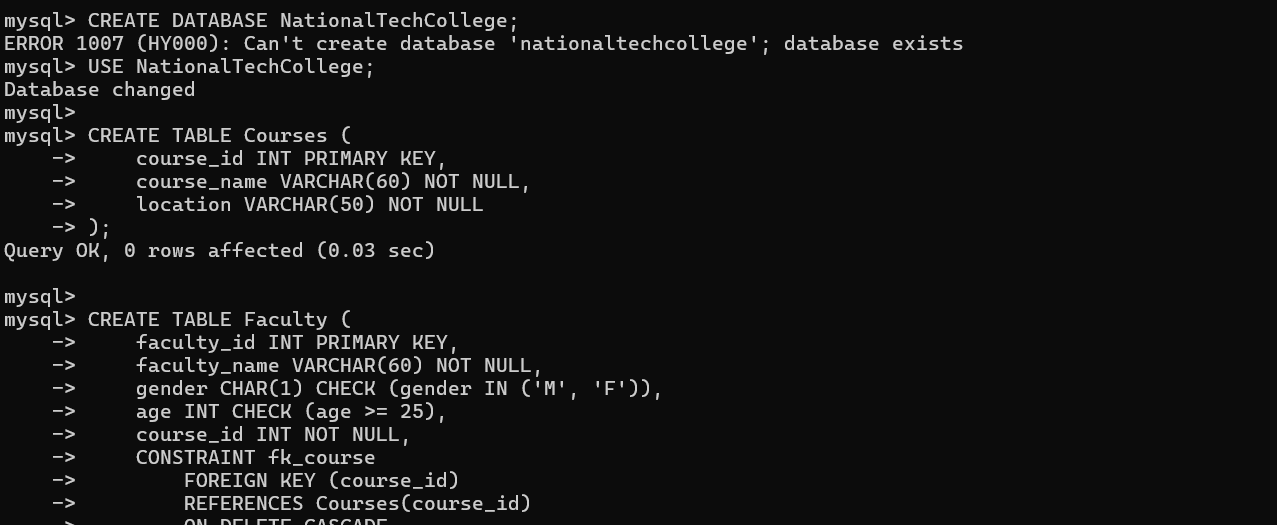 mysql> CREATE DATABASE NationalTechCollege;
ERROR 1007 (HY000): Can't create database 'nationaltechcollege'; database exists
mysql> USE NationalTechCollege;
Database changed
mysql>
mysql> CREATE TABLE Courses (
    ->     course_id INT PRIMARY KEY,
    ->     course_name VARCHAR(60) NOT NULL,
    ->     location VARCHAR(50) NOT NULL
    -> );
Query OK, 0 rows affected (0.03 sec)

mysql>
mysql> CREATE TABLE Faculty (
    ->     faculty_id INT PRIMARY KEY,
    ->     faculty_name VARCHAR(60) NOT NULL,
    ->     gender CHAR(1) CHECK (gender IN ('M', 'F')),
    ->     age INT CHECK (age >= 25),
    ->     course_id INT NOT NULL,
    ->     CONSTRAINT fk_course
    ->         FOREIGN KEY (course_id)
    ->         REFERENCES Courses(course_id)
    ->         ON DELETE CASCADE